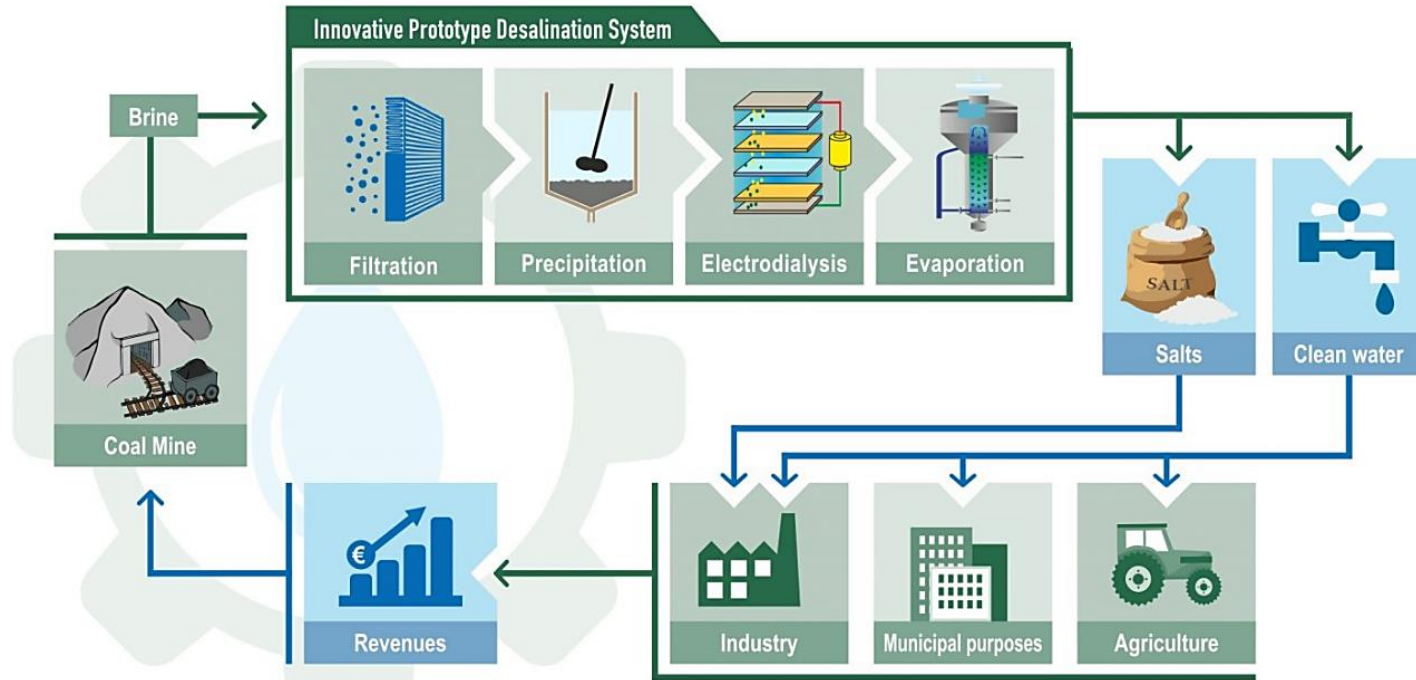 Innovative Prototype Desalination System
Brine
Filtration
Precipitation
Electrodialysis
Evaporation
SALT
Salts
Clean water
Coal Mine
€
Revenues
Industry
Municipal purposes
Agriculture